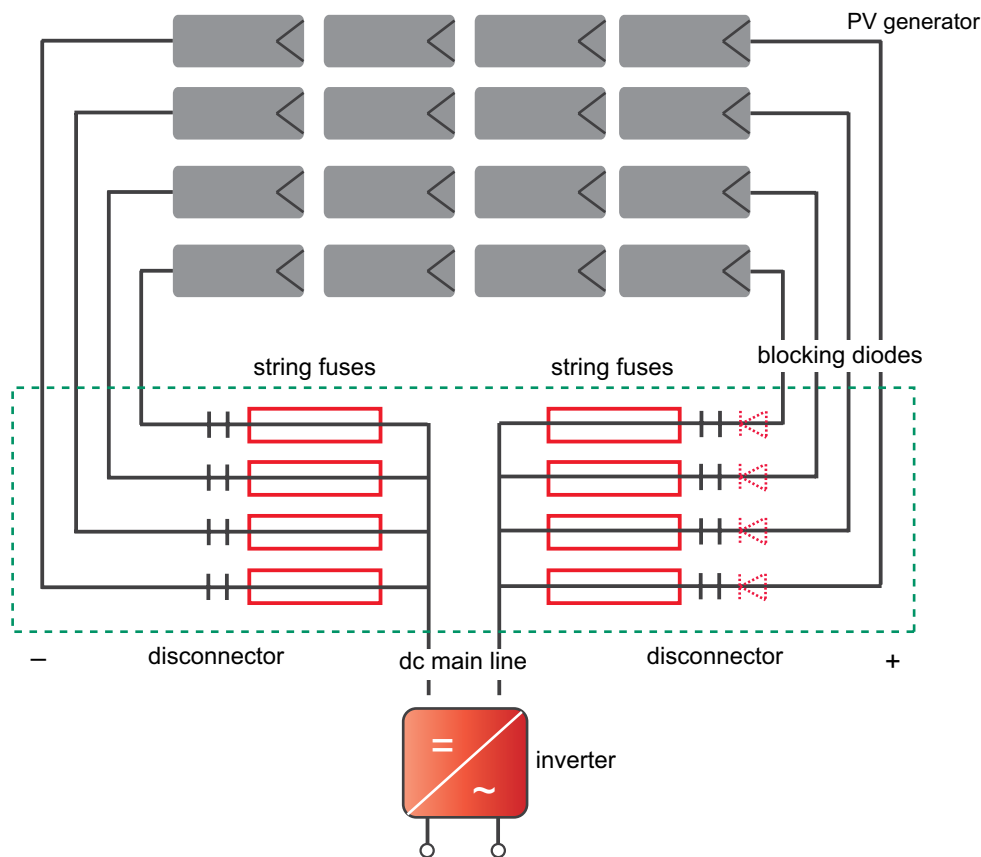 PV generator
blocking diodes
string fuses
string fuses
–
disconnector
dc main line
disconnector
+
=
~
inverter